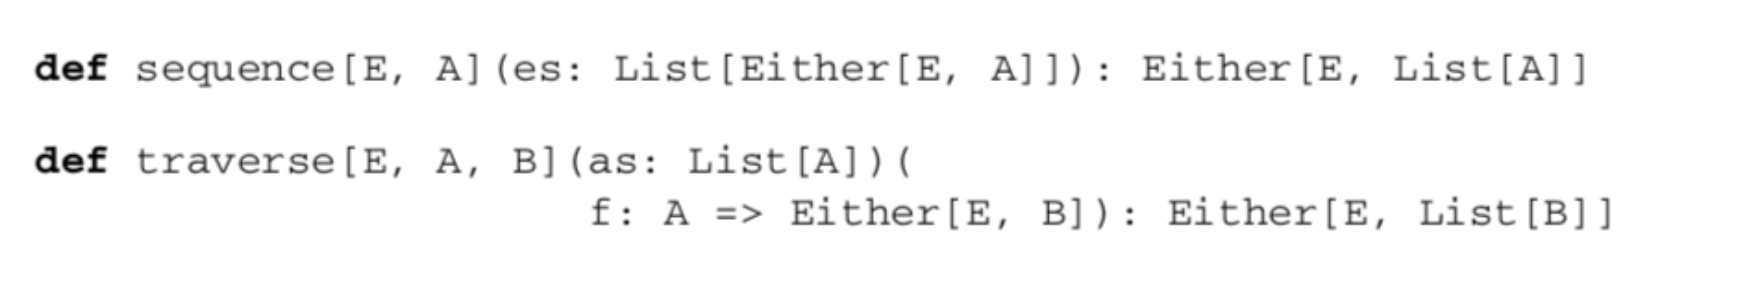 def sequence[E, A](es: List[Either[E, A]]): Either[E, List[A]]
def traverse[E, A, B](as: List[A])(
f: A => Either[E, B]): Either[E, List[B]]